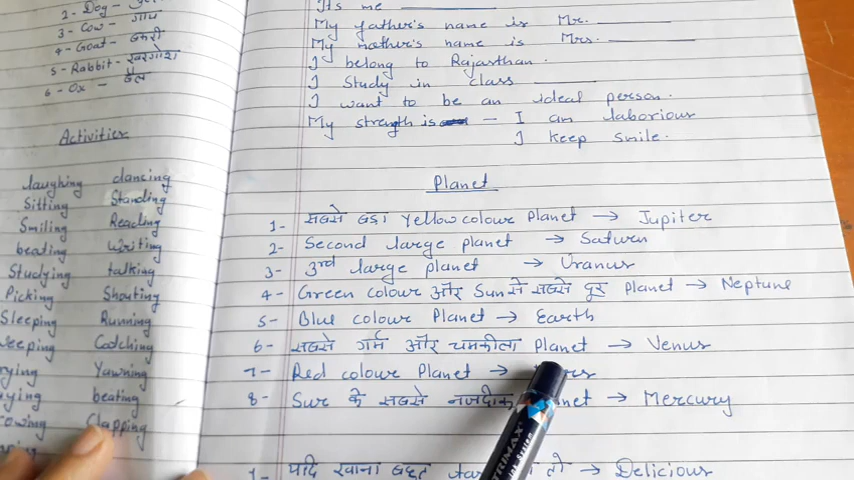 2 - Dog -
3 - Cow - गाय
4 - Goat - बकरी
5 - Rabbit - खरगोश
6 - Ox - बैल
Activities
laughing dancing
Sitting Standing
Smiling Reading
beading Writing
Studying talking
Picking Shouting
Sleeping Running
Weeping Catching
Yawning
beating
Clapping
Its me
My father's name is Mr.
My mother's name is Mrs.
I belong to Rajasthan.
I Study in class
I want to be an ideal person.
My strength is - I am laborious
I keep smile.
Planet
1- सबसे बड़ा Yellow colour Planet → Jupiter
2- Second large planet → Saturn
3- 3rd large planet → Uranus
4- Green colour और Sun से सबसे दूर Planet → Neptune
5- Blue colour Planet → Earth
6- सबसे गर्म और चमकीला Planet → Venus
7- Red colour Planet →
8- Sun के सबसे नजदीक → Mercury
1- यदि खाना बहुत तो → Delicious
TRIMAX